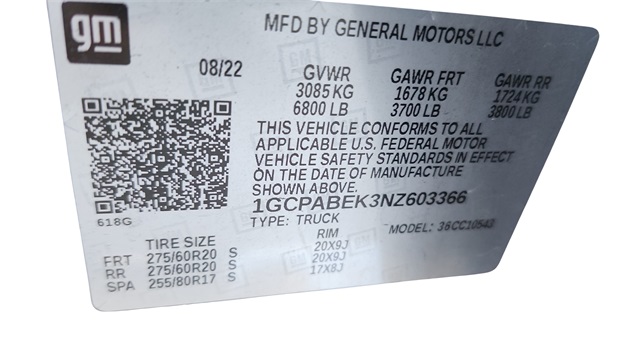 gm
MFD BY GENERAL MOTORS LLC
08/22 GVWR GAWR FRT GAWR RR
3085 KG 1678 KG 1724 KG
6800 LB 3700 LB 3800 LB
THIS VEHICLE CONFORMS TO ALL
APPLICABLE U.S. FEDERAL MOTOR
VEHICLE SAFETY STANDARDS IN EFFECT
ON THE DATE OF MANUFACTURE
SHOWN ABOVE.
1GCPABEK3NZ603366
618G
TYPE: TRUCK MODEL: 36CC10543
TIRE SIZE RIM
FRT 275/60R20 S 20X9J
RR 275/60R20 S 20X9J
SPA 255/80R17 S 17X8J